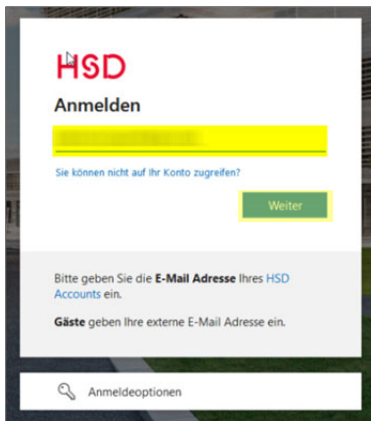 HSD
Anmelden
Sie können nicht auf Ihr Konto zugreifen?
Weiter
Bitte geben Sie die E-Mail Adresse Ihres HSD
Accounts ein.
Gäste geben Ihre externe E-Mail Adresse ein.
Anmeldeoptionen